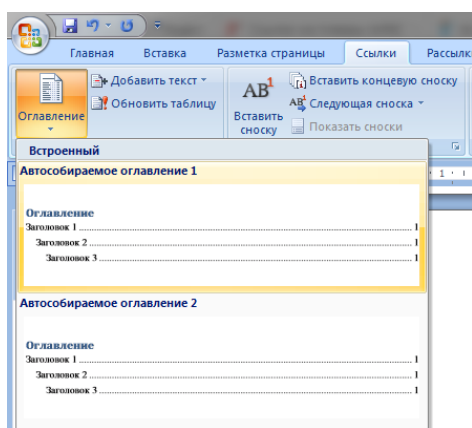 Главная Вставка Разметка страницы Ссылки Рассылк
Оглавление
Добавить текст
Обновить таблицу
AB1
Вставить сноску
Вставить концевую сноску
AB1 Следующая сноска
Показать сноски
1
Встроенный
Автособираемое оглавление 1
Оглавление
Заголовок 1 1
Заголовок 2 1
Заголовок 3 1
Автособираемое оглавление 2
Оглавление
Заголовок 1 1
Заголовок 2 1
Заголовок 3 1